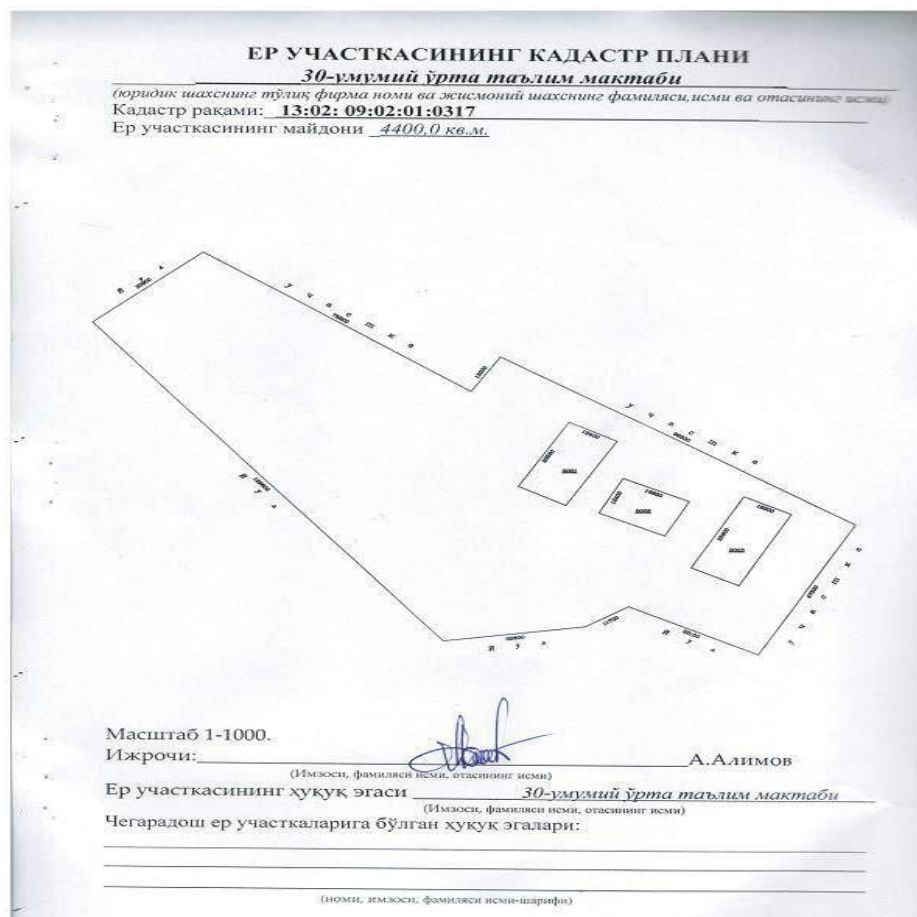 ЕР УЧАСТКАСИНИНГ КАДАСТР ПЛАНИ
30-умумий ўрта таълим мактаби
(юридик шахснинг тўлиқ фирма номи ва жисмоний шахснинг фамиляси,исми ва отасининг исми)
Кадастр рақами: 13:02: 09:02:01:0317
Ер участкасининг майдони 4400,0 кв.м.
Й ў л
У ч а с т к а
У ч а с т к а
У ч а с т к а
Й ў л
Й ў л
Й ў л
Масштаб 1-1000.
Ижрочи: А.Алимов
(Имзоси, фамиляси исми, отасининг исми)
Ер участкасининг ҳуқуқ эгаси 30-умумий ўрта таълим мактаби
(Имзоси, фамиляси исми, отасининг исми)
Чегарадош ер участкаларига бўлган ҳуқуқ эгалари:
(номи, имзоси, фамиляси исми-шарифи)